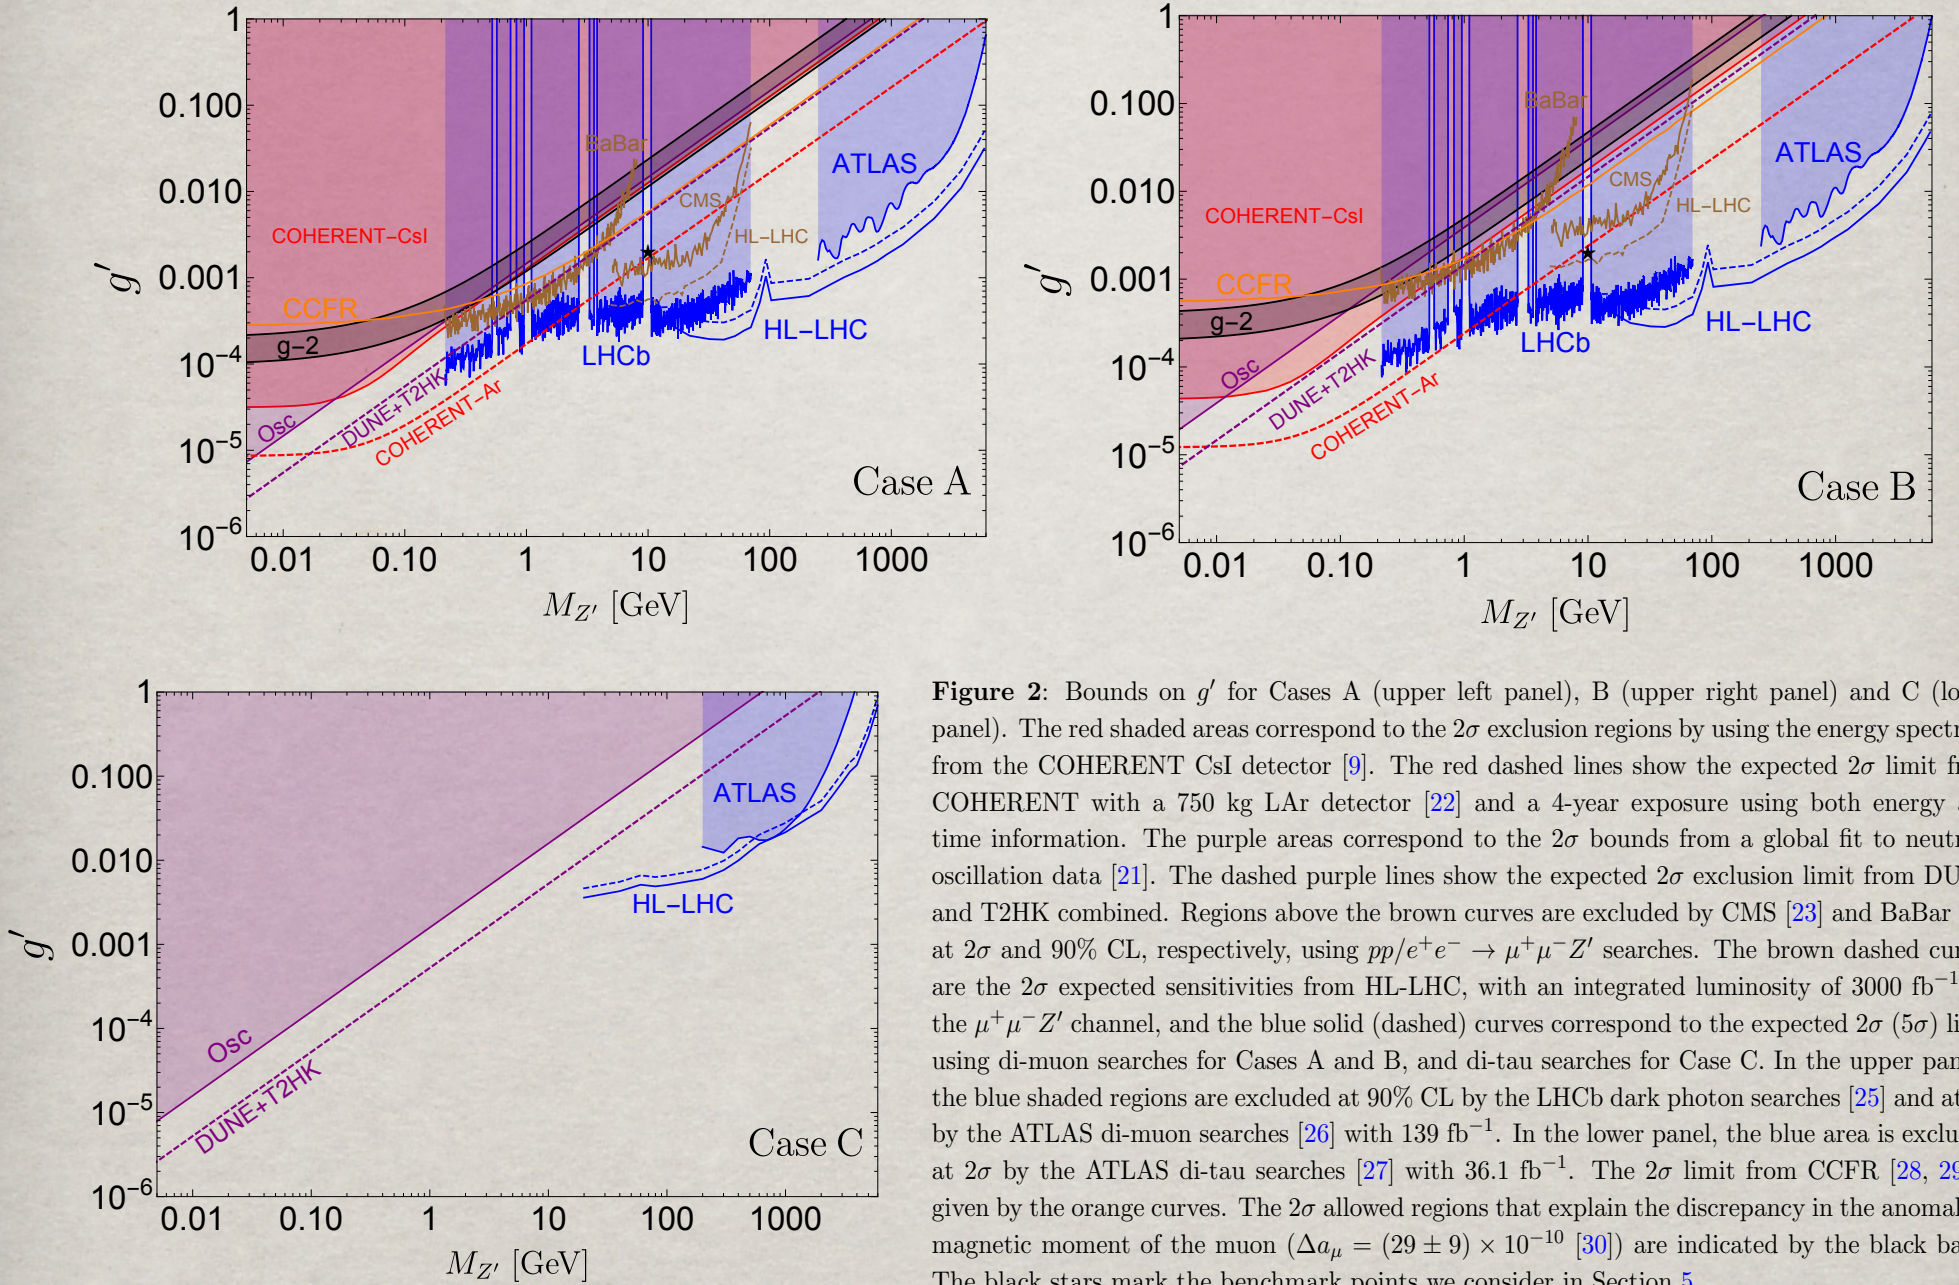 1
0.100
0.010
0.001
10⁻⁴
10⁻⁵
10⁻⁶
g′
COHERENT−CsI
CCFR
g−2
Osc
DUNE+T2HK
COHERENT−Ar
BaBar
CMS
HL−LHC
ATLAS
HL−LHC
LHCb
Case A
0.01 0.10 1 10 100 1000
M_Z′ [GeV]
1
0.100
0.010
0.001
10⁻⁴
10⁻⁵
10⁻⁶
g′
COHERENT−CsI
CCFR
g−2
Osc
DUNE+T2HK
COHERENT−Ar
BaBar
CMS
HL−LHC
ATLAS
HL−LHC
LHCb
Case B
0.01 0.10 1 10 100 1000
M_Z′ [GeV]
1
0.100
0.010
0.001
10⁻⁴
10⁻⁵
10⁻⁶
g′
ATLAS
HL−LHC
Osc
DUNE+T2HK
Case C
0.01 0.10 1 10 100 1000
M_Z′ [GeV]
Figure 2: Bounds on g′ for Cases A (upper left panel), B (upper right panel) and C (lo
panel). The red shaded areas correspond to the 2σ exclusion regions by using the energy spectr
from the COHERENT CsI detector [9]. The red dashed lines show the expected 2σ limit fr
COHERENT with a 750 kg LAr detector [22] and a 4-year exposure using both energy
time information. The purple areas correspond to the 2σ bounds from a global fit to neutr
oscillation data [21]. The dashed purple lines show the expected 2σ exclusion limit from DU
and T2HK combined. Regions above the brown curves are excluded by CMS [23] and BaBar
at 2σ and 90% CL, respectively, using pp/e⁺e⁻ → μ⁺μ⁻Z′ searches. The brown dashed cur
are the 2σ expected sensitivities from HL-LHC, with an integrated luminosity of 3000 fb⁻¹
the μ⁺μ⁻Z′ channel, and the blue solid (dashed) curves correspond to the expected 2σ (5σ) li
using di-muon searches for Cases A and B, and di-tau searches for Case C. In the upper pan
the blue shaded regions are excluded at 90% CL by the LHCb dark photon searches [25] and at
by the ATLAS di-muon searches [26] with 139 fb⁻¹. In the lower panel, the blue area is exclu
at 2σ by the ATLAS di-tau searches [27] with 36.1 fb⁻¹. The 2σ limit from CCFR [28, 29
given by the orange curves. The 2σ allowed regions that explain the discrepancy in the anomal
magnetic moment of the muon (Δa_μ = (29 ± 9) × 10⁻¹⁰ [30]) are indicated by the black ba
The black stars mark the benchmark points we consider in Section 5